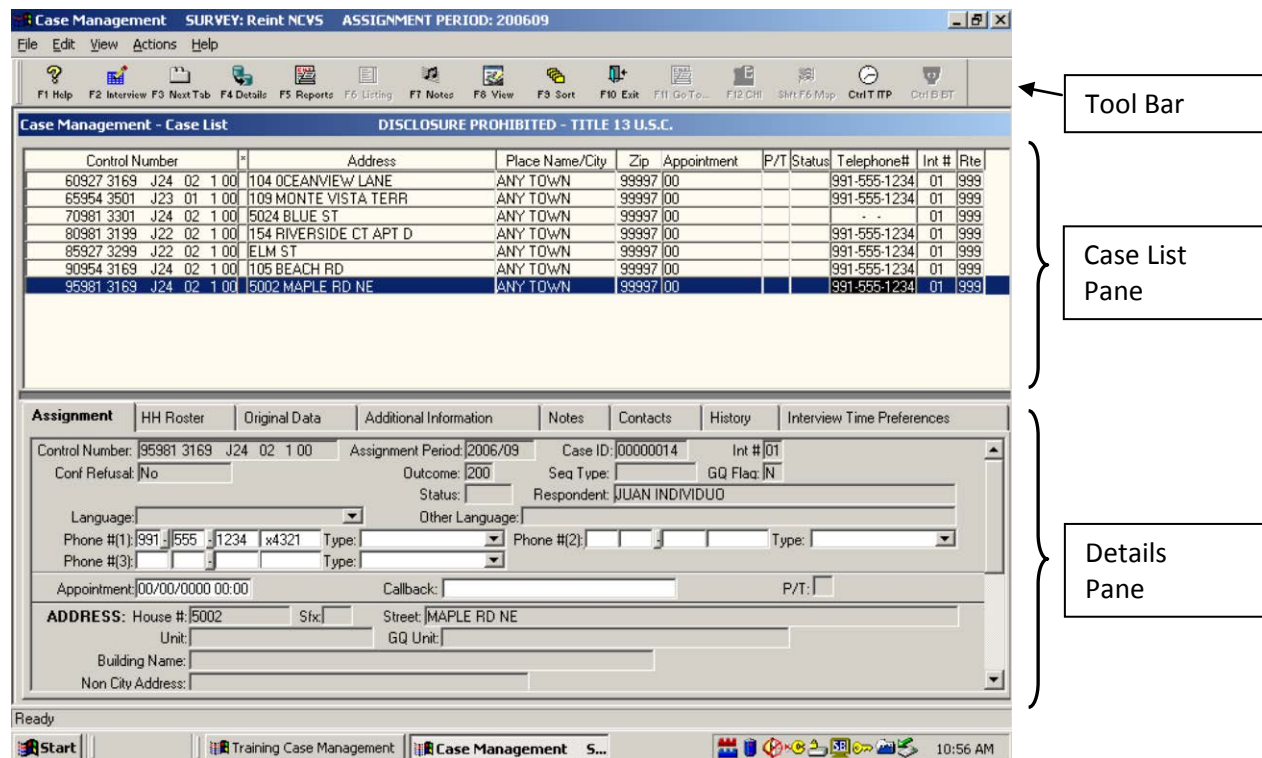 Case Management SURVEY: Reint NCVS ASSIGNMENT PERIOD: 200609
File Edit View Actions Help
F1 Help F2 Interview F3 Next Tab F4 Details F5 Reports F6 Listing F7 Notes F8 View F9 Sort F10 Exit F11 Go To... F12 CHI Shft F6 Map Ctrl T ITP Ctrl B BT
Tool Bar
Case Management - Case List DISCLOSURE PROHIBITED - TITLE 13 U.S.C.
Control Number * Address Place Name/City Zip Appointment P/T Status Telephone# Int # Rte
60927 3169 J24 02 1 00 104 OCEANVIEW LANE ANY TOWN 99997 00 991-555-1234 01 999
65954 3501 J23 01 1 00 109 MONTE VISTA TERR ANY TOWN 99997 00 991-555-1234 01 999
70981 3301 J24 02 1 00 5024 BLUE ST ANY TOWN 99997 00 - - 01 999
80981 3199 J22 02 1 00 154 RIVERSIDE CT APT D ANY TOWN 99997 00 991-555-1234 01 999
85927 3299 J22 02 1 00 ELM ST ANY TOWN 99997 00 991-555-1234 01 999
90954 3169 J24 02 1 00 105 BEACH RD ANY TOWN 99997 00 991-555-1234 01 999
95981 3169 J24 02 1 00 5002 MAPLE RD NE ANY TOWN 99997 00 991-555-1234 01 999
Case List
Pane
Assignment HH Roster Original Data Additional Information Notes Contacts History Interview Time Preferences
Control Number: 95981 3169 J24 02 1 00 Assignment Period: 2006/09 Case ID: 00000014 Int # 01
Conf Refusal: No Outcome: 200 Seq Type: GQ Flag: N
Status: Respondent: JUAN INDIVIDUO
Language: Other Language:
Phone #(1): 991 - 555 - 1234 x4321 Type: Phone #(2): - Type:
Phone #(3): - Type:
Appointment: 00/00/0000 00:00 Callback: P/T:
ADDRESS: House #: 5002 Sfx: Street: MAPLE RD NE
Unit: GQ Unit:
Building Name:
Non City Address:
Details
Pane
Ready
Start Training Case Management Case Management S... 10:56 AM